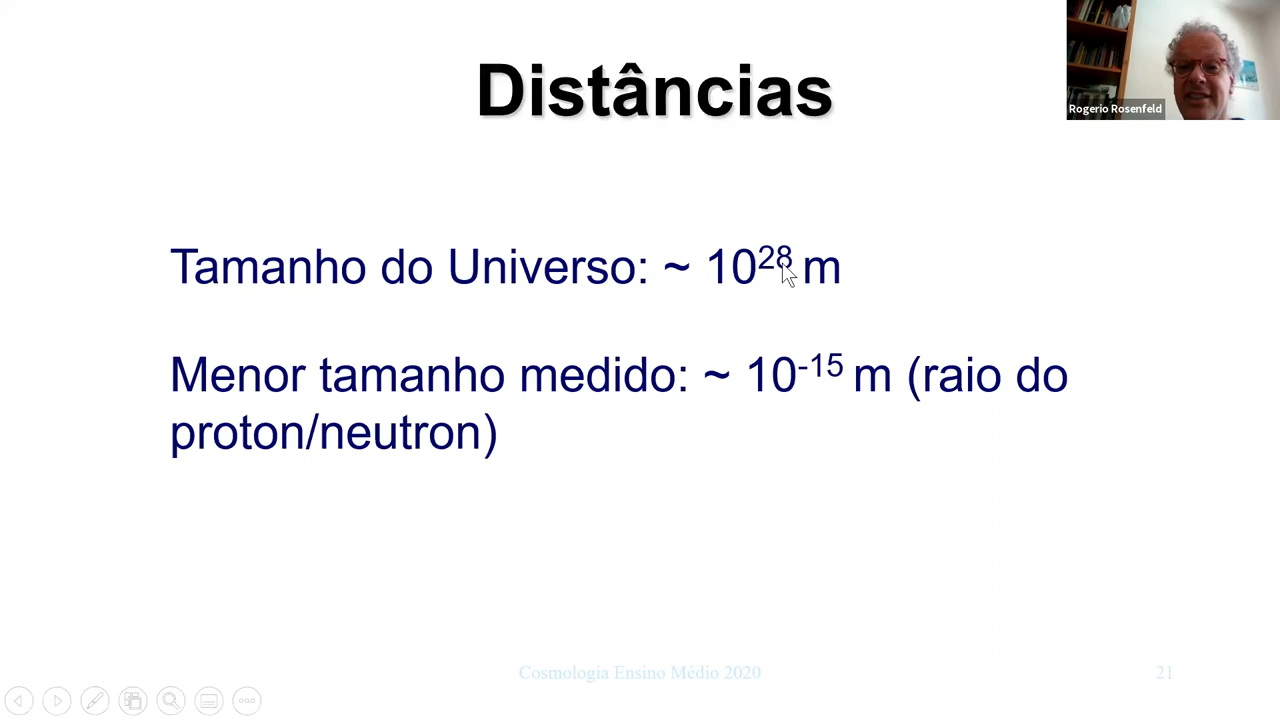 Distâncias
Rogerio Rosenfeld
Tamanho do Universo: ~ 10²⁸ m
Menor tamanho medido: ~ 10⁻¹⁵ m (raio do
proton/neutron)
Cosmologia Ensino Médio 2020
21